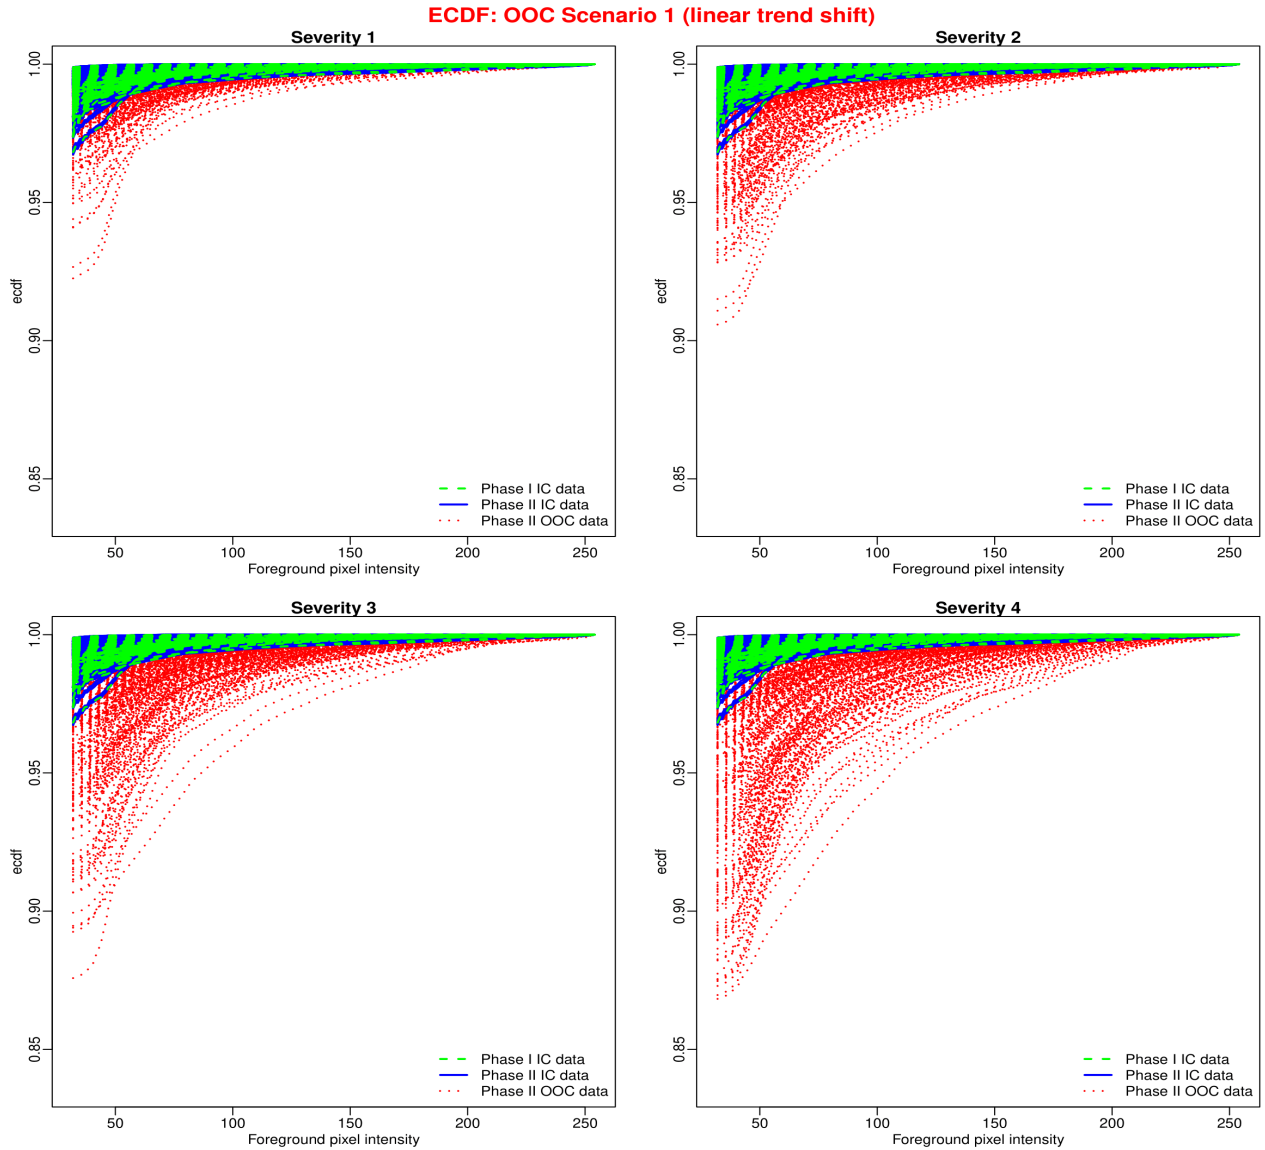 ECDF: OOC Scenario 1 (linear trend shift)
Severity 1
1.00
0.95
0.90
0.85
ecdf
Phase I IC data
Phase II IC data
Phase II OOC data
50 100 150 200 250
Foreground pixel intensity
Severity 2
1.00
0.95
0.90
0.85
ecdf
Phase I IC data
Phase II IC data
Phase II OOC data
50 100 150 200 250
Foreground pixel intensity
Severity 3
1.00
0.95
0.90
0.85
ecdf
Phase I IC data
Phase II IC data
Phase II OOC data
50 100 150 200 250
Foreground pixel intensity
Severity 4
1.00
0.95
0.90
0.85
ecdf
Phase I IC data
Phase II IC data
Phase II OOC data
50 100 150 200 250
Foreground pixel intensity